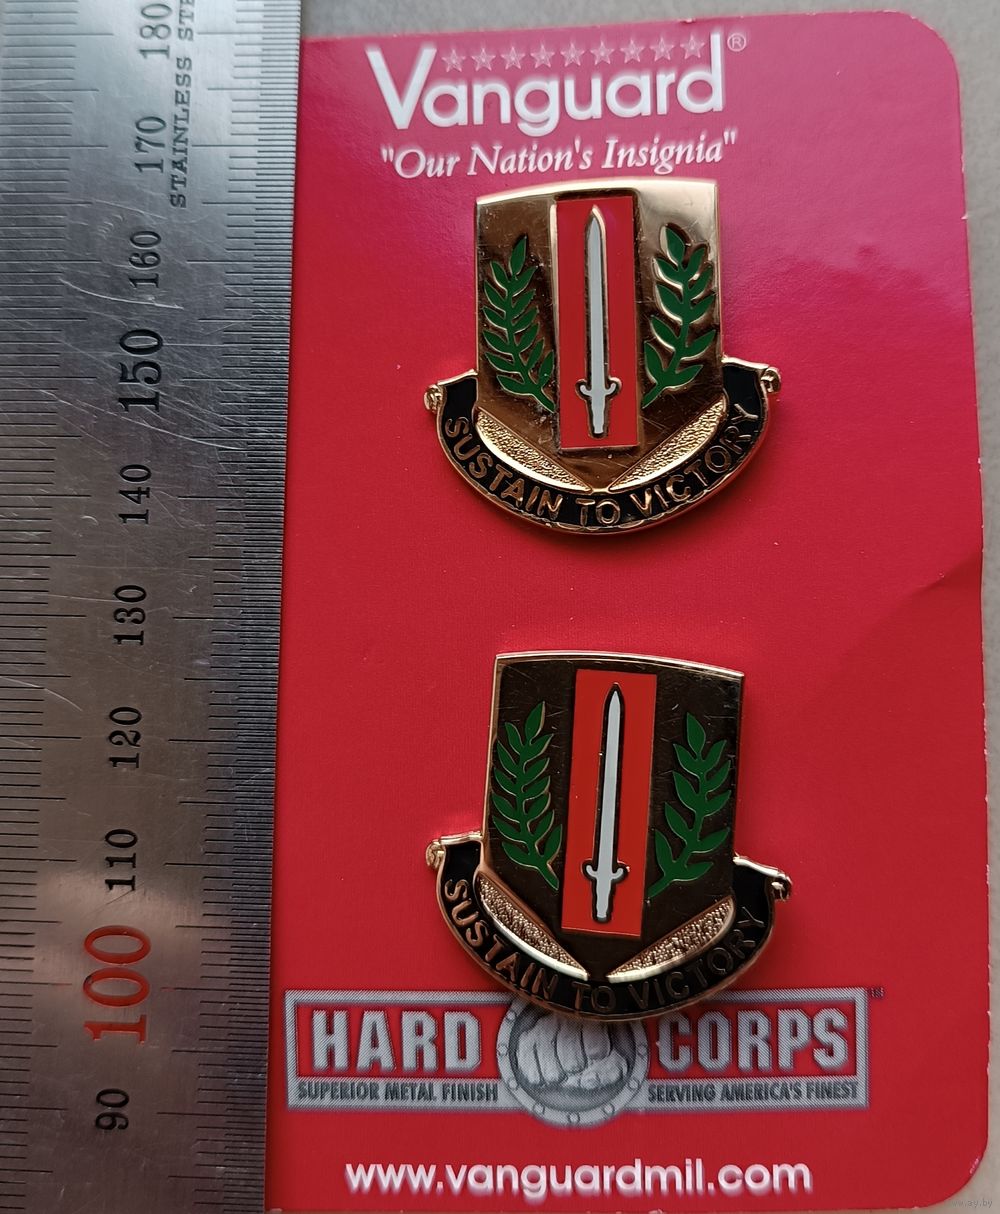 Vanguard®
"Our Nation's Insignia"
SUSTAIN TO VICTORY
SUSTAIN TO VICTORY
HARD CORPS™
SUPERIOR METAL FINISH SERVING AMERICA'S FINEST
www.vanguardmil.com
180
170
160
150
140
130
120
110
100
90
STAINLESS